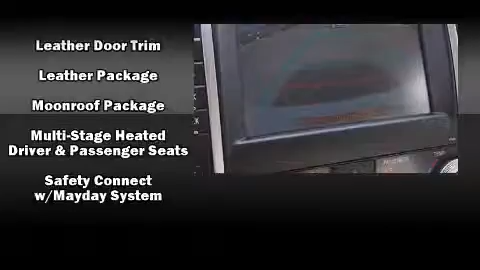 Leather Door Trim
Leather Package
Moonroof Package
Multi-Stage Heated
Driver & Passenger Seats
Safety Connect
w/Mayday System